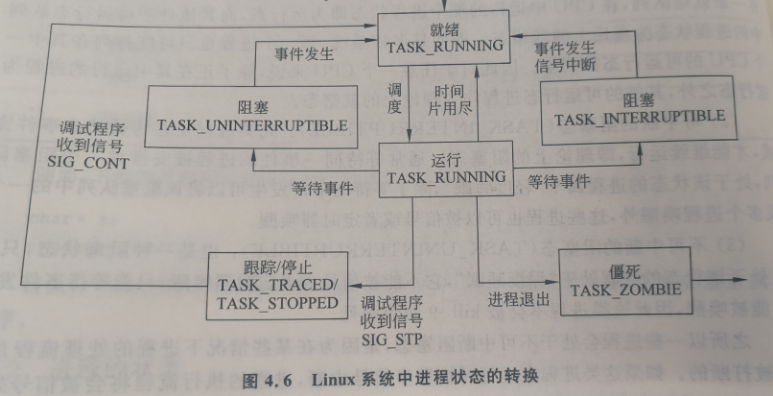 就绪
TASK_RUNNING
事件发生
事件发生
信号中断
阻塞
TASK_UNINTERRUPTIBLE
调
度
时间
片用尽
阻塞
TASK_INTERRUPTIBLE
调试程序
收到信号
SIG_CONT
运行
TASK_RUNNING
等待事件
等待事件
跟踪/停止
TASK_TRACED/
TASK_STOPPED
调试程序
收到信号
SIG_STP
进程退出
僵死
TASK_ZOMBIE
图 4.6 Linux 系统中进程状态的转换